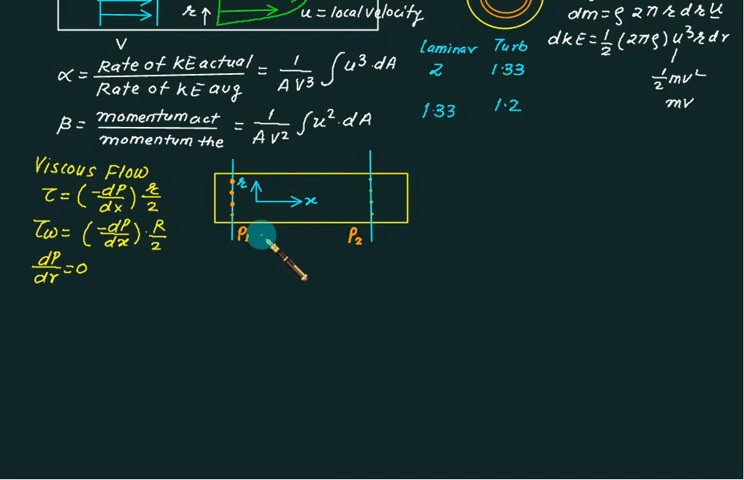 r ↑
u = local velocity
V
dm = ρ 2π r dr u
dkE = 1/2 (2πρ) u³ r dr
1/2 mv²
mv
α = Rate of kE actual / Rate of kE avg = 1/AV³ ∫ u³·dA
Laminar Turb
2 1.33
β = momentum act / momentum the = 1/AV² ∫ u²·dA
1.33 1.2
Viscous Flow
τ = (-dP/dx) r/2
τω = (-dP/dx)·R/2
dP/dr = 0
r
x
P₁ P₂